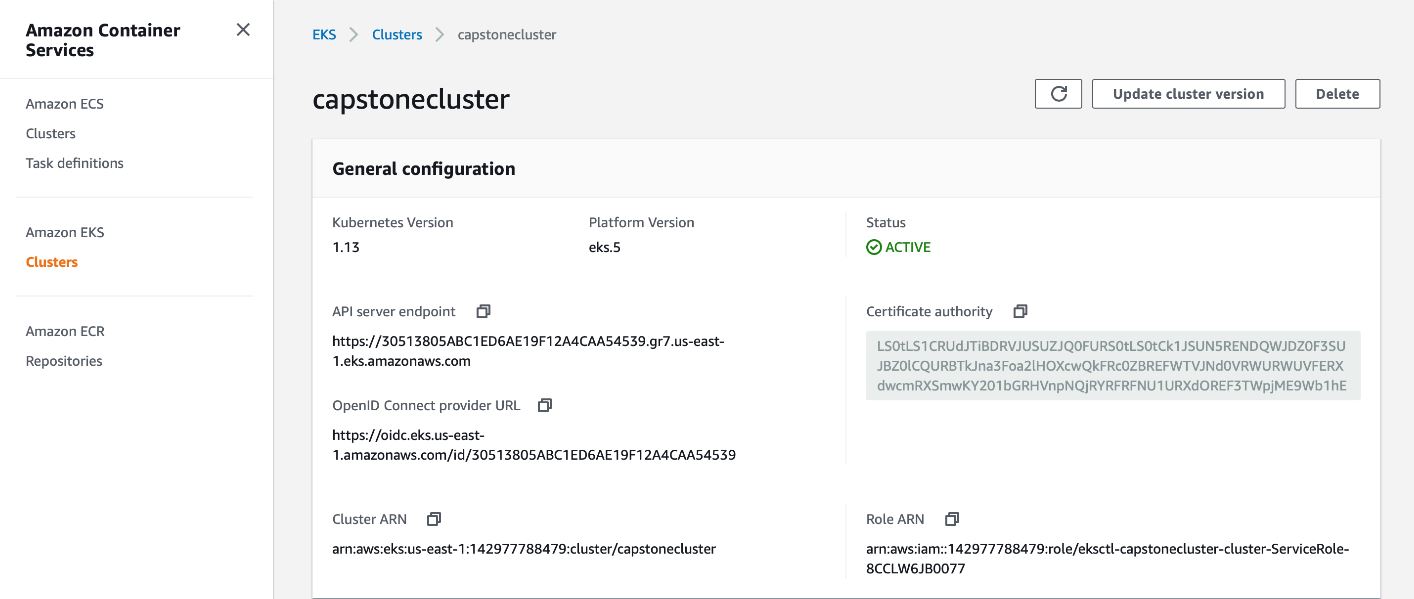 Amazon Container
Services
Amazon ECS
Clusters
Task definitions
Amazon EKS
Clusters
Amazon ECR
Repositories
EKS
Clusters
capstonecluster
capstonecluster
Update cluster version
Delete
General configuration
Kubernetes Version
1.13
Platform Version
eks.5
Status
ACTIVE
API server endpoint
https://30513805ABC1ED6AE19F12A4CAA54539.gr7.us-east-
1.eks.amazonaws.com
OpenID Connect provider URL
https://oidc.eks.us-east-
1.amazonaws.com/id/30513805ABC1ED6AE19F12A4CAA54539
Certificate authority
LS0tLS1CRUdJTiBDRVJUSUZJQ0FURS0tLS0tCk1JSUN5RENDQWJDZ0F3SU
JBZ0lCQURBTkJna3Foa2lHOXcwQkFRc0ZBREFWTVJNd0VRWURWUVFERX
dwcmRXSmwKY201bGRHVnpNQjRYRFRFNU1URXdOREF3TWpjME9Wb1hE
Cluster ARN
arn:aws:eks:us-east-1:142977788479:cluster/capstonecluster
Role ARN
arn:aws:iam::142977788479:role/eksctl-capstonecluster-cluster-ServiceRole-
8CCLW6JB0077